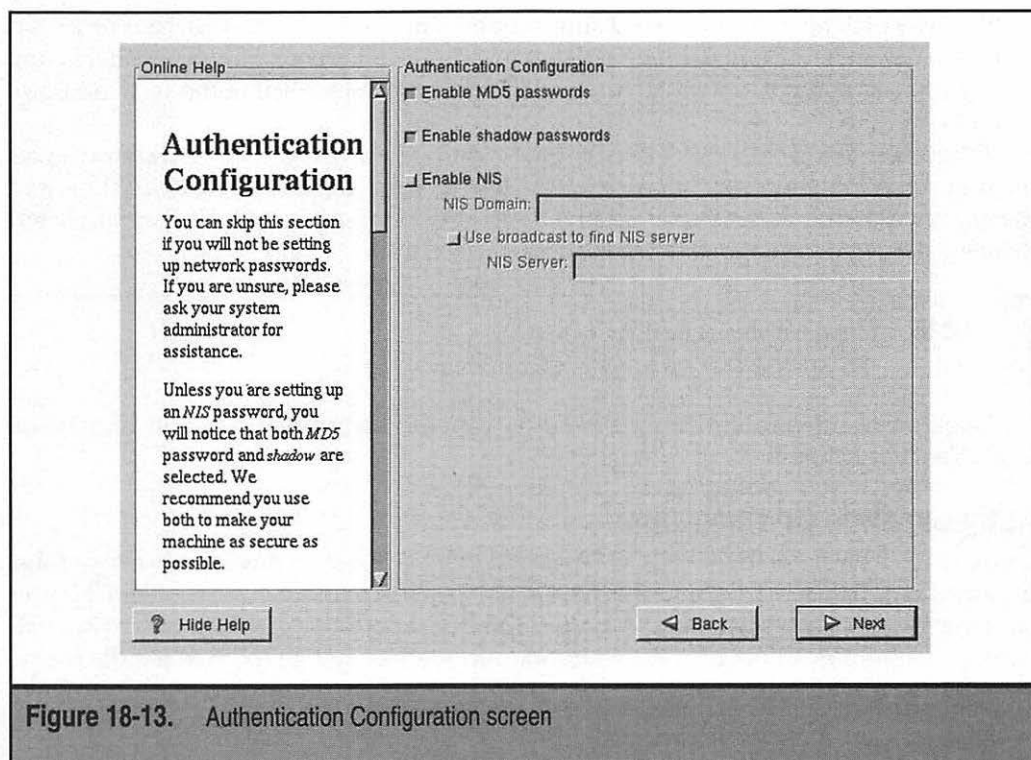 Online Help
Authentication
Configuration
You can skip this section
if you will not be setting
up network passwords.
If you are unsure, please
ask your system
administrator for
assistance.
Unless you are setting up
an NIS password, you
will notice that both MD5
password and shadow are
selected. We
recommend you use
both to make your
machine as secure as
possible.
Authentication Configuration
Enable MD5 passwords
Enable shadow passwords
Enable NIS
NIS Domain:
Use broadcast to find NIS server
NIS Server:
? Hide Help
Back
Next
Figure 18-13. Authentication Configuration screen